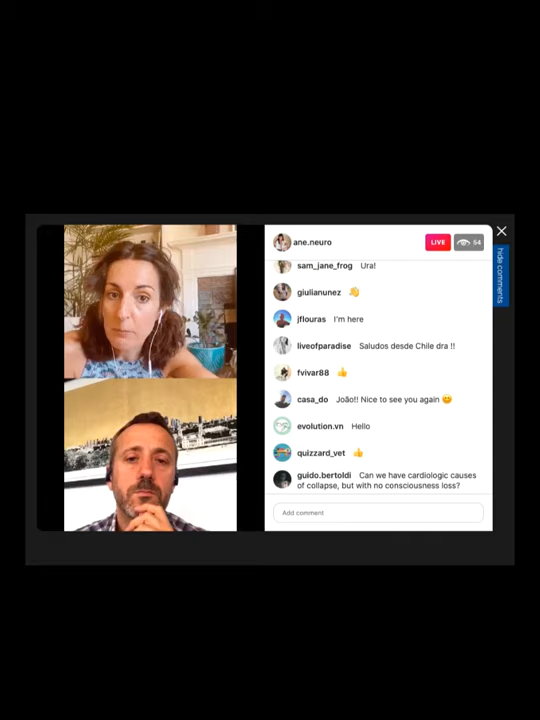 ane.neuro
LIVE
54
hide comments
sam_jane_frog Ura!
giulianunez 👋
jflouras I'm here
liveofparadise Saludos desde Chile dra !!
fvivar88 👍
casa_do João!! Nice to see you again 😊
evolution.vn Hello
quizzard_vet 👍
guido.bertoldi Can we have cardiologic causes
of collapse, but with no consciousness loss?
Add comment